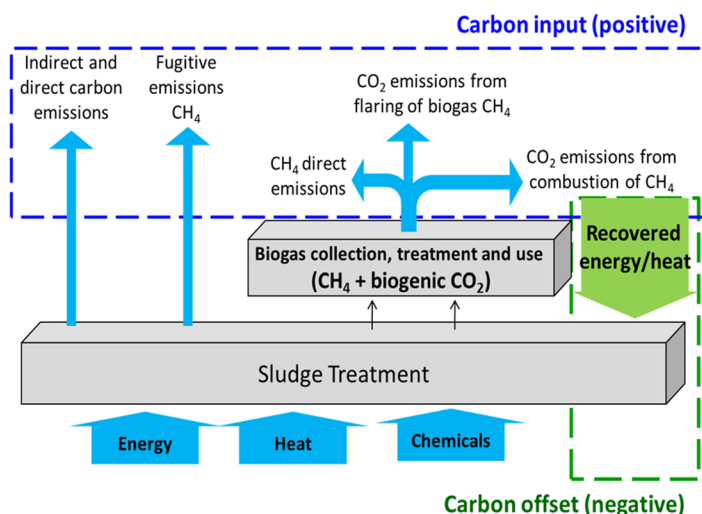 Carbon input (positive)
Indirect and
direct carbon
emissions
Fugitive
emissions
CH₄
CO₂ emissions from
flaring of biogas CH₄
CH₄ direct
emissions
CO₂ emissions from
combustion of CH₄
Biogas collection, treatment and use
(CH₄ + biogenic CO₂)
Recovered
energy/heat
Sludge Treatment
Energy
Heat
Chemicals
Carbon offset (negative)